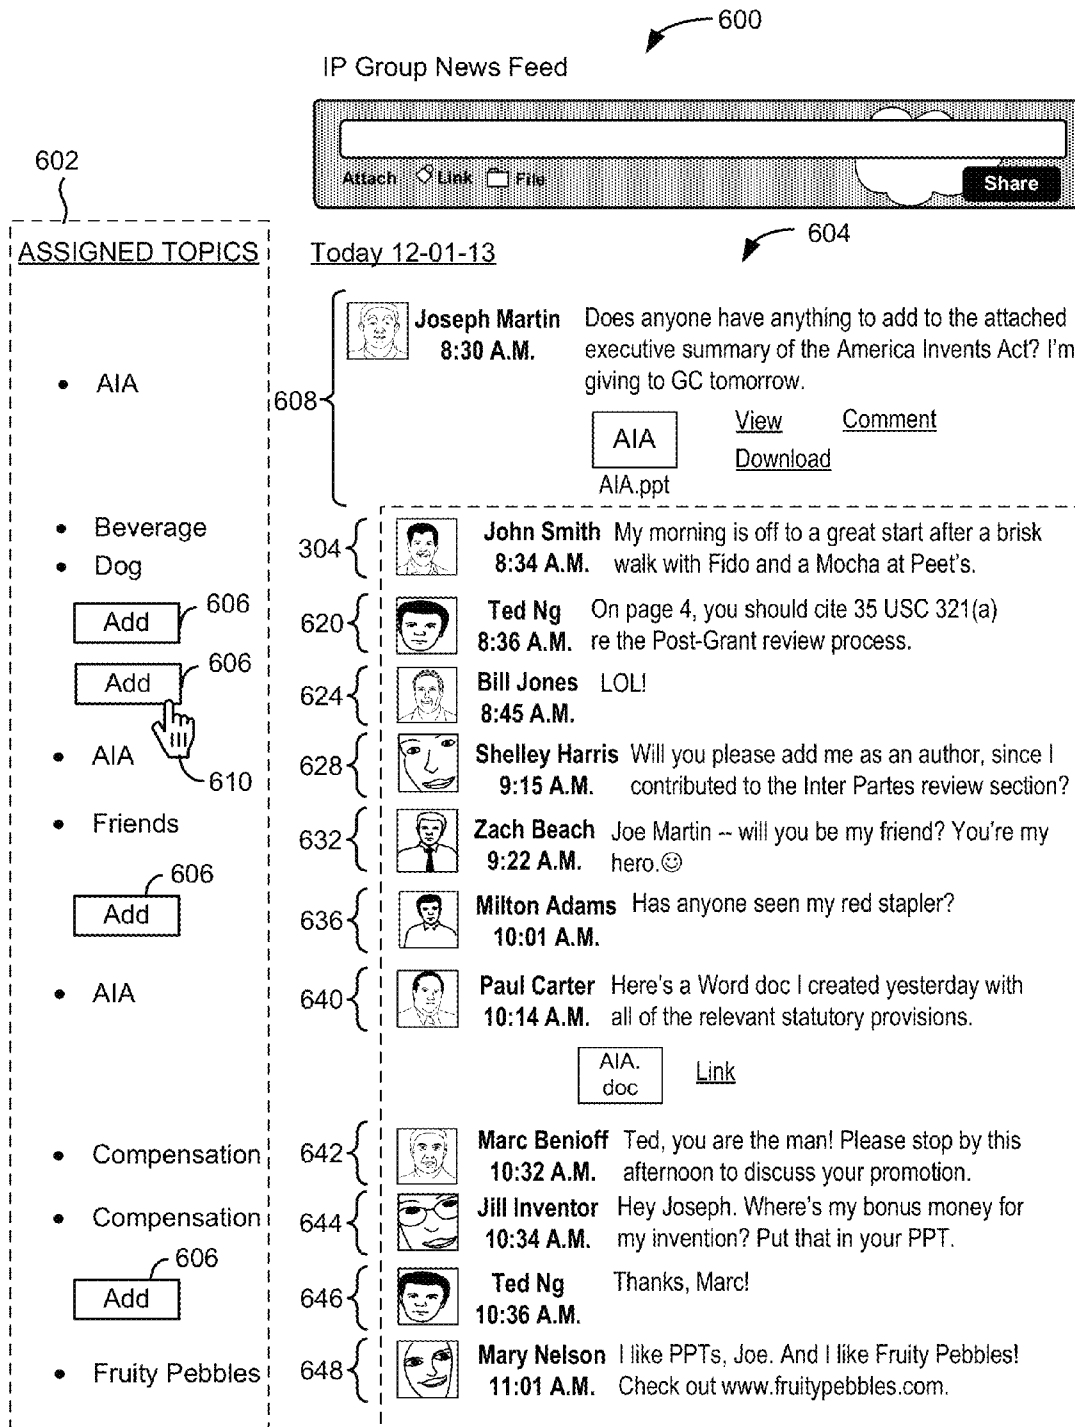 600
IP Group News Feed
Attach Link File
Share
602
604
ASSIGNED TOPICS
Today 12-01-13
608
Joseph Martin
8:30 A.M.
Does anyone have anything to add to the attached
executive summary of the America Invents Act? I'm
giving to GC tomorrow.
• AIA
AIA
AIA.ppt
View Comment
Download
• Beverage
• Dog
304
John Smith My morning is off to a great start after a brisk
8:34 A.M. walk with Fido and a Mocha at Peet's.
Add 606
620
Ted Ng On page 4, you should cite 35 USC 321(a)
8:36 A.M. re the Post-Grant review process.
Add 606
610
624
Bill Jones LOL!
8:45 A.M.
• AIA
628
Shelley Harris Will you please add me as an author, since I
9:15 A.M. contributed to the Inter Partes review section?
• Friends
632
Zach Beach Joe Martin -- will you be my friend? You're my
9:22 A.M. hero.☺
Add 606
636
Milton Adams Has anyone seen my red stapler?
10:01 A.M.
• AIA
640
Paul Carter Here's a Word doc I created yesterday with
10:14 A.M. all of the relevant statutory provisions.
AIA.
doc
Link
• Compensation
642
Marc Benioff Ted, you are the man! Please stop by this
10:32 A.M. afternoon to discuss your promotion.
• Compensation
644
Jill Inventor Hey Joseph. Where's my bonus money for
10:34 A.M. my invention? Put that in your PPT.
Add 606
646
Ted Ng Thanks, Marc!
10:36 A.M.
• Fruity Pebbles
648
Mary Nelson I like PPTs, Joe. And I like Fruity Pebbles!
11:01 A.M. Check out www.fruitypebbles.com.